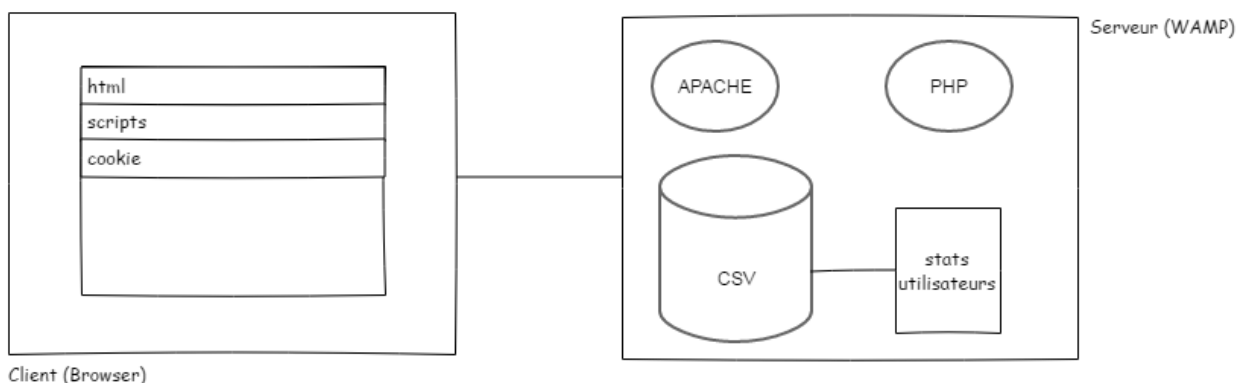 html
scripts
cookie
Client (Browser)
Serveur (WAMP)
APACHE
PHP
CSV
stats
utilisateurs